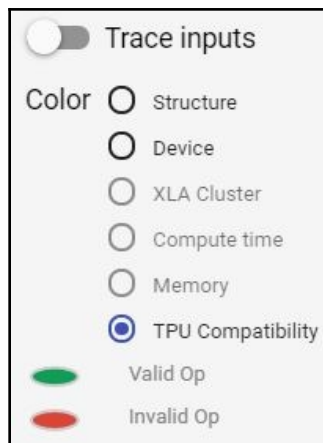 Trace inputs
Color Structure
Device
XLA Cluster
Compute time
Memory
TPU Compatibility
Valid Op
Invalid Op